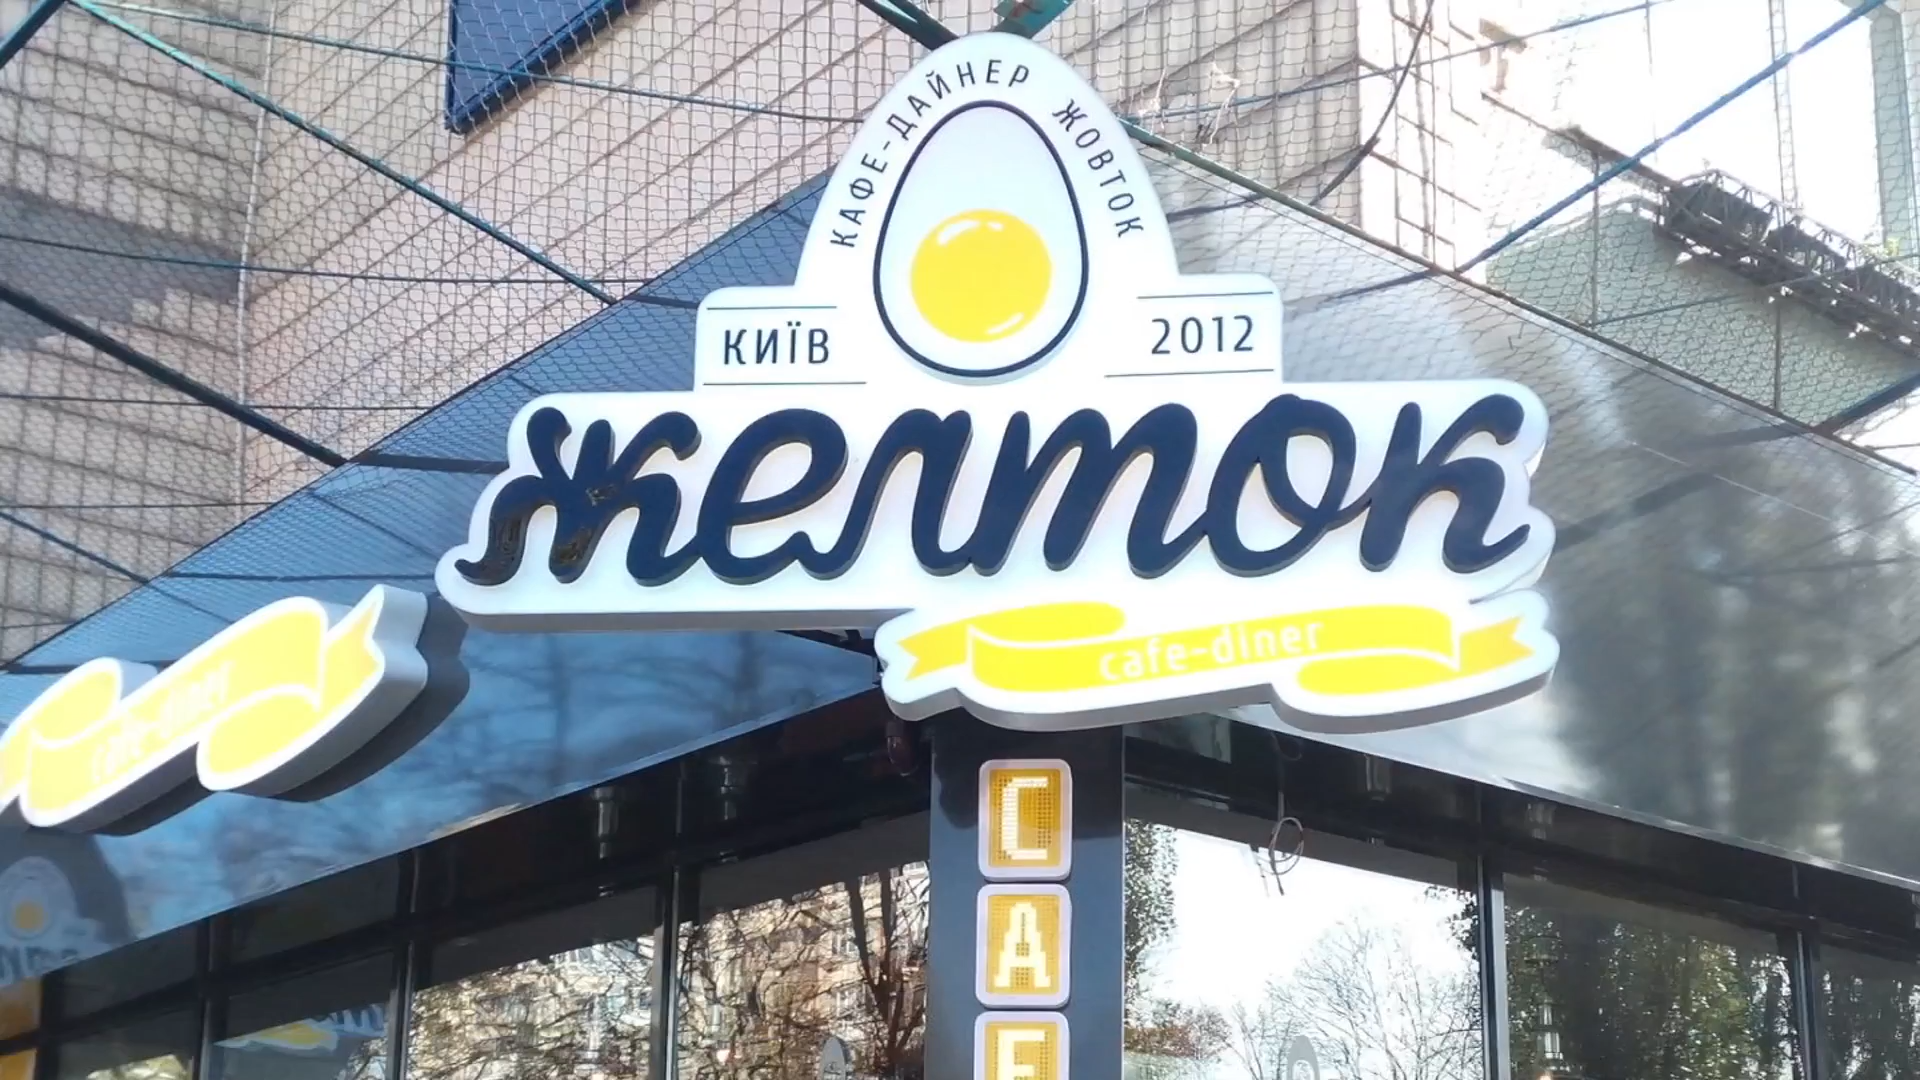 КАФЕ-ДАЙНЕР ЖОВТОК
КИЇВ
2012
желток
cafe-diner
cafe-diner
C
A
F